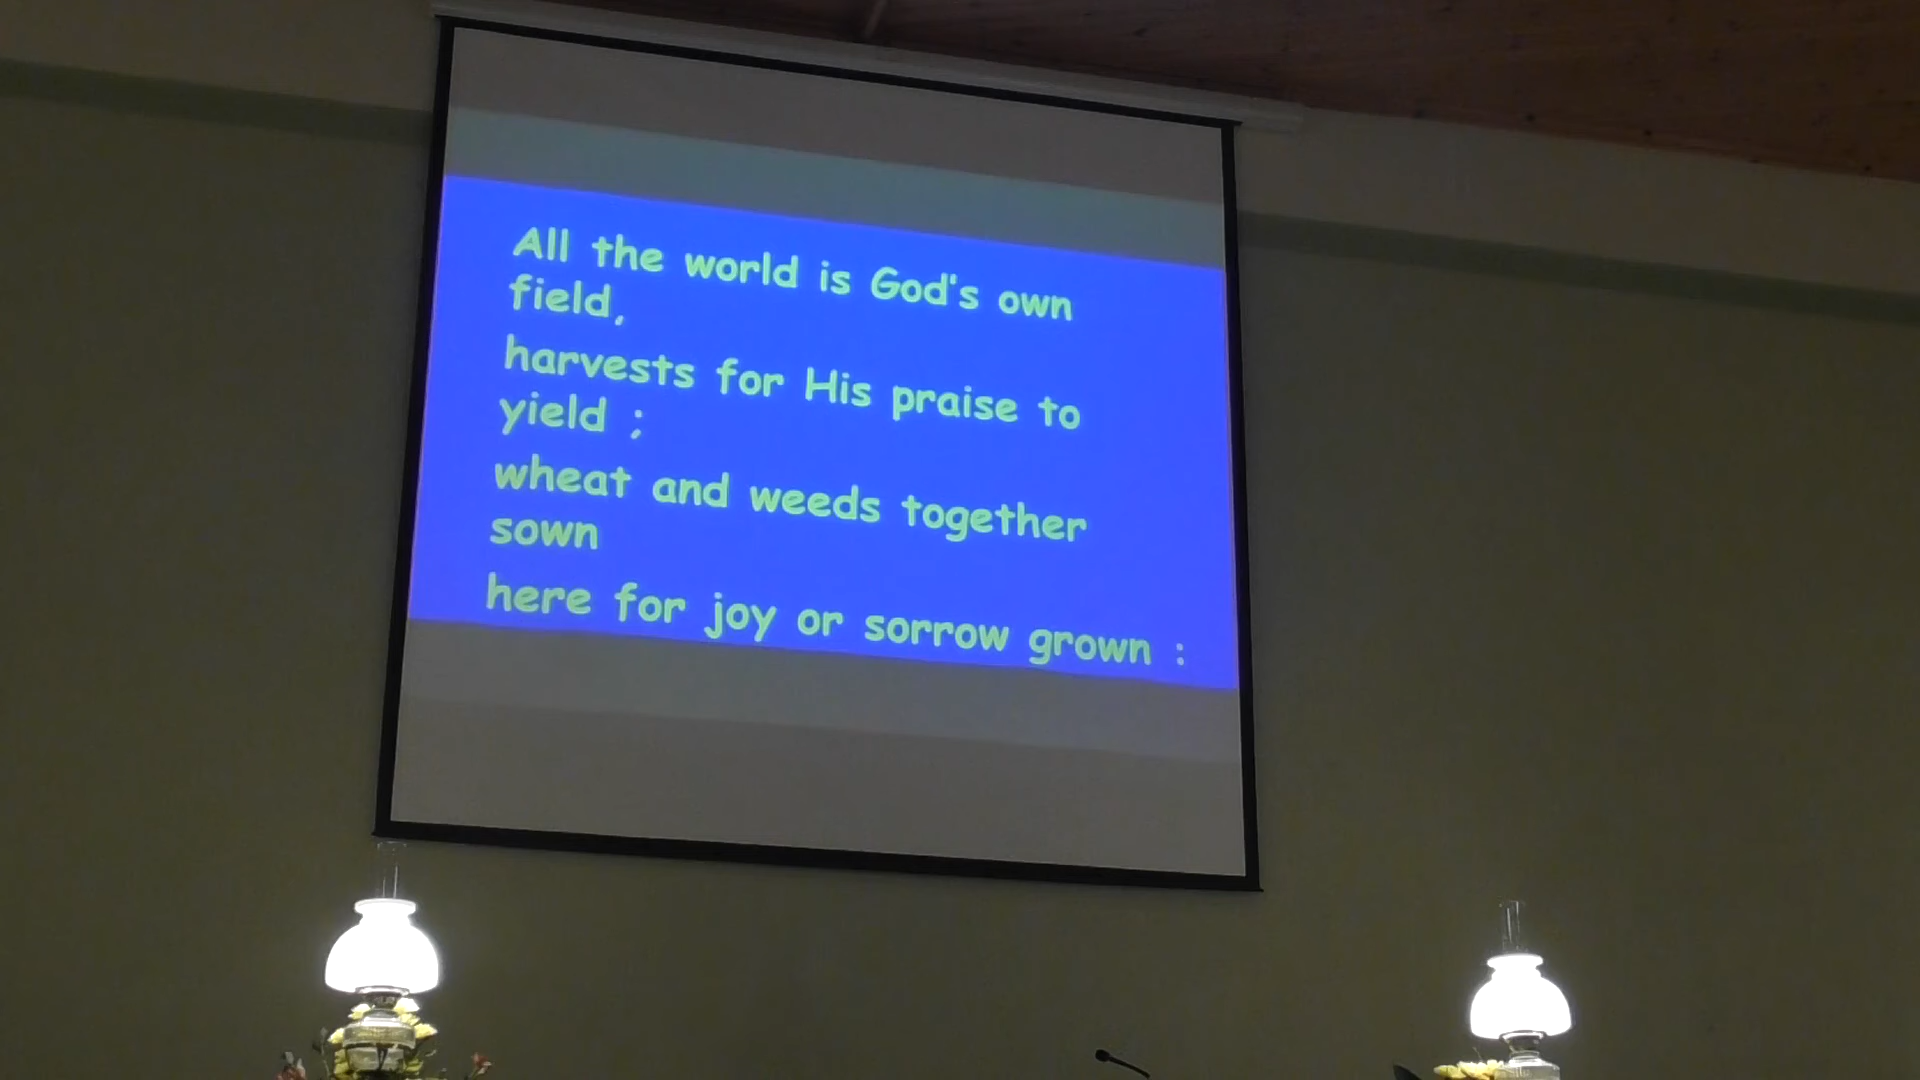 All the world is God's own
field,
harvests for His praise to
yield ;
wheat and weeds together
sown
here for joy or sorrow grown :